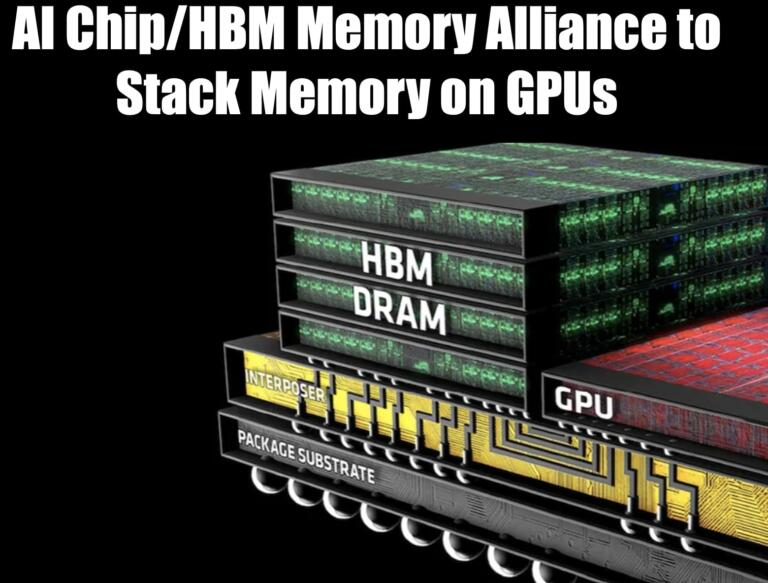 AI Chip/HBM Memory Alliance to
Stack Memory on GPUs
HBM
DRAM
INTERPOSER
GPU
PACKAGE SUBSTRATE